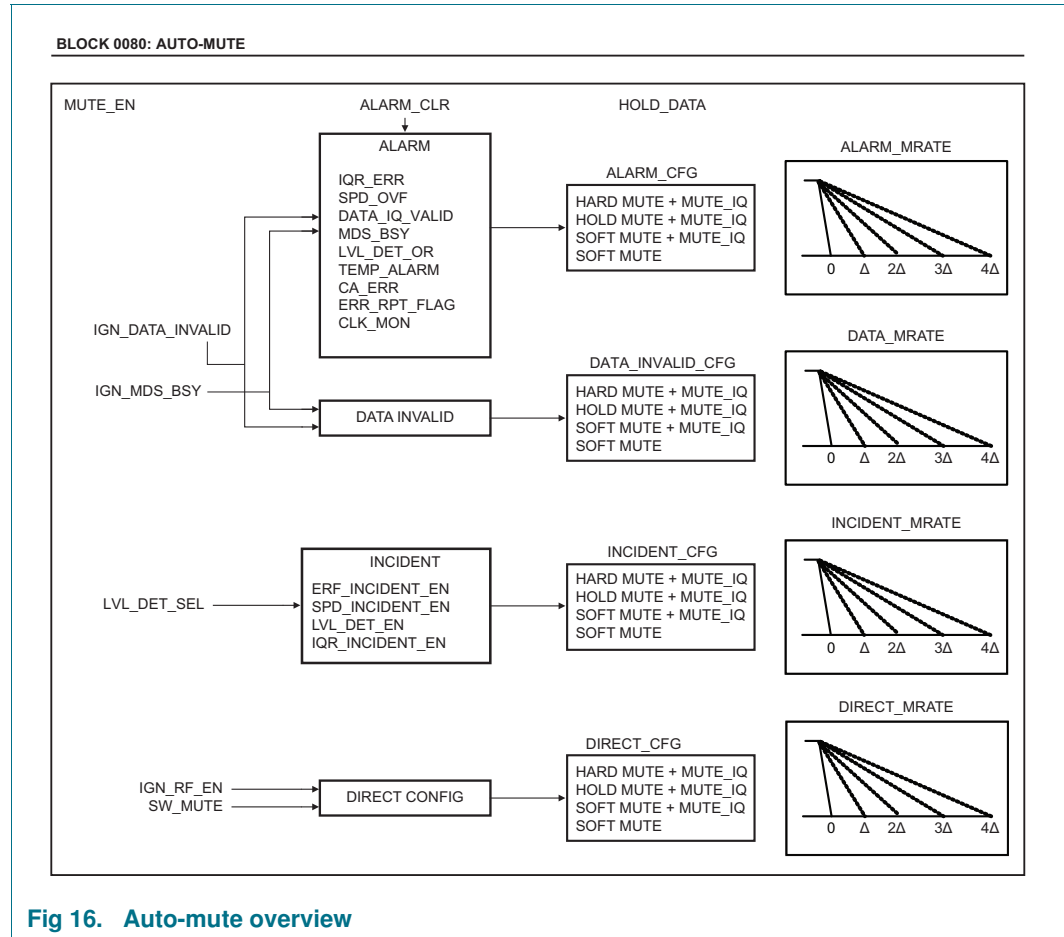 BLOCK 0080: AUTO-MUTE
MUTE_EN
ALARM_CLR
HOLD_DATA
ALARM
IQR_ERR
SPD_OVF
DATA_IQ_VALID
MDS_BSY
LVL_DET_OR
TEMP_ALARM
CA_ERR
ERR_RPT_FLAG
CLK_MON
ALARM_CFG
HARD MUTE + MUTE_IQ
HOLD MUTE + MUTE_IQ
SOFT MUTE + MUTE_IQ
SOFT MUTE
ALARM_MRATE
0 Δ 2Δ 3Δ 4Δ
IGN_DATA_INVALID
IGN_MDS_BSY
DATA INVALID
DATA_INVALID_CFG
HARD MUTE + MUTE_IQ
HOLD MUTE + MUTE_IQ
SOFT MUTE + MUTE_IQ
SOFT MUTE
DATA_MRATE
0 Δ 2Δ 3Δ 4Δ
LVL_DET_SEL
INCIDENT
ERF_INCIDENT_EN
SPD_INCIDENT_EN
LVL_DET_EN
IQR_INCIDENT_EN
INCIDENT_CFG
HARD MUTE + MUTE_IQ
HOLD MUTE + MUTE_IQ
SOFT MUTE + MUTE_IQ
SOFT MUTE
INCIDENT_MRATE
0 Δ 2Δ 3Δ 4Δ
IGN_RF_EN
SW_MUTE
DIRECT CONFIG
DIRECT_CFG
HARD MUTE + MUTE_IQ
HOLD MUTE + MUTE_IQ
SOFT MUTE + MUTE_IQ
SOFT MUTE
DIRECT_MRATE
0 Δ 2Δ 3Δ 4Δ
Fig 16. Auto-mute overview